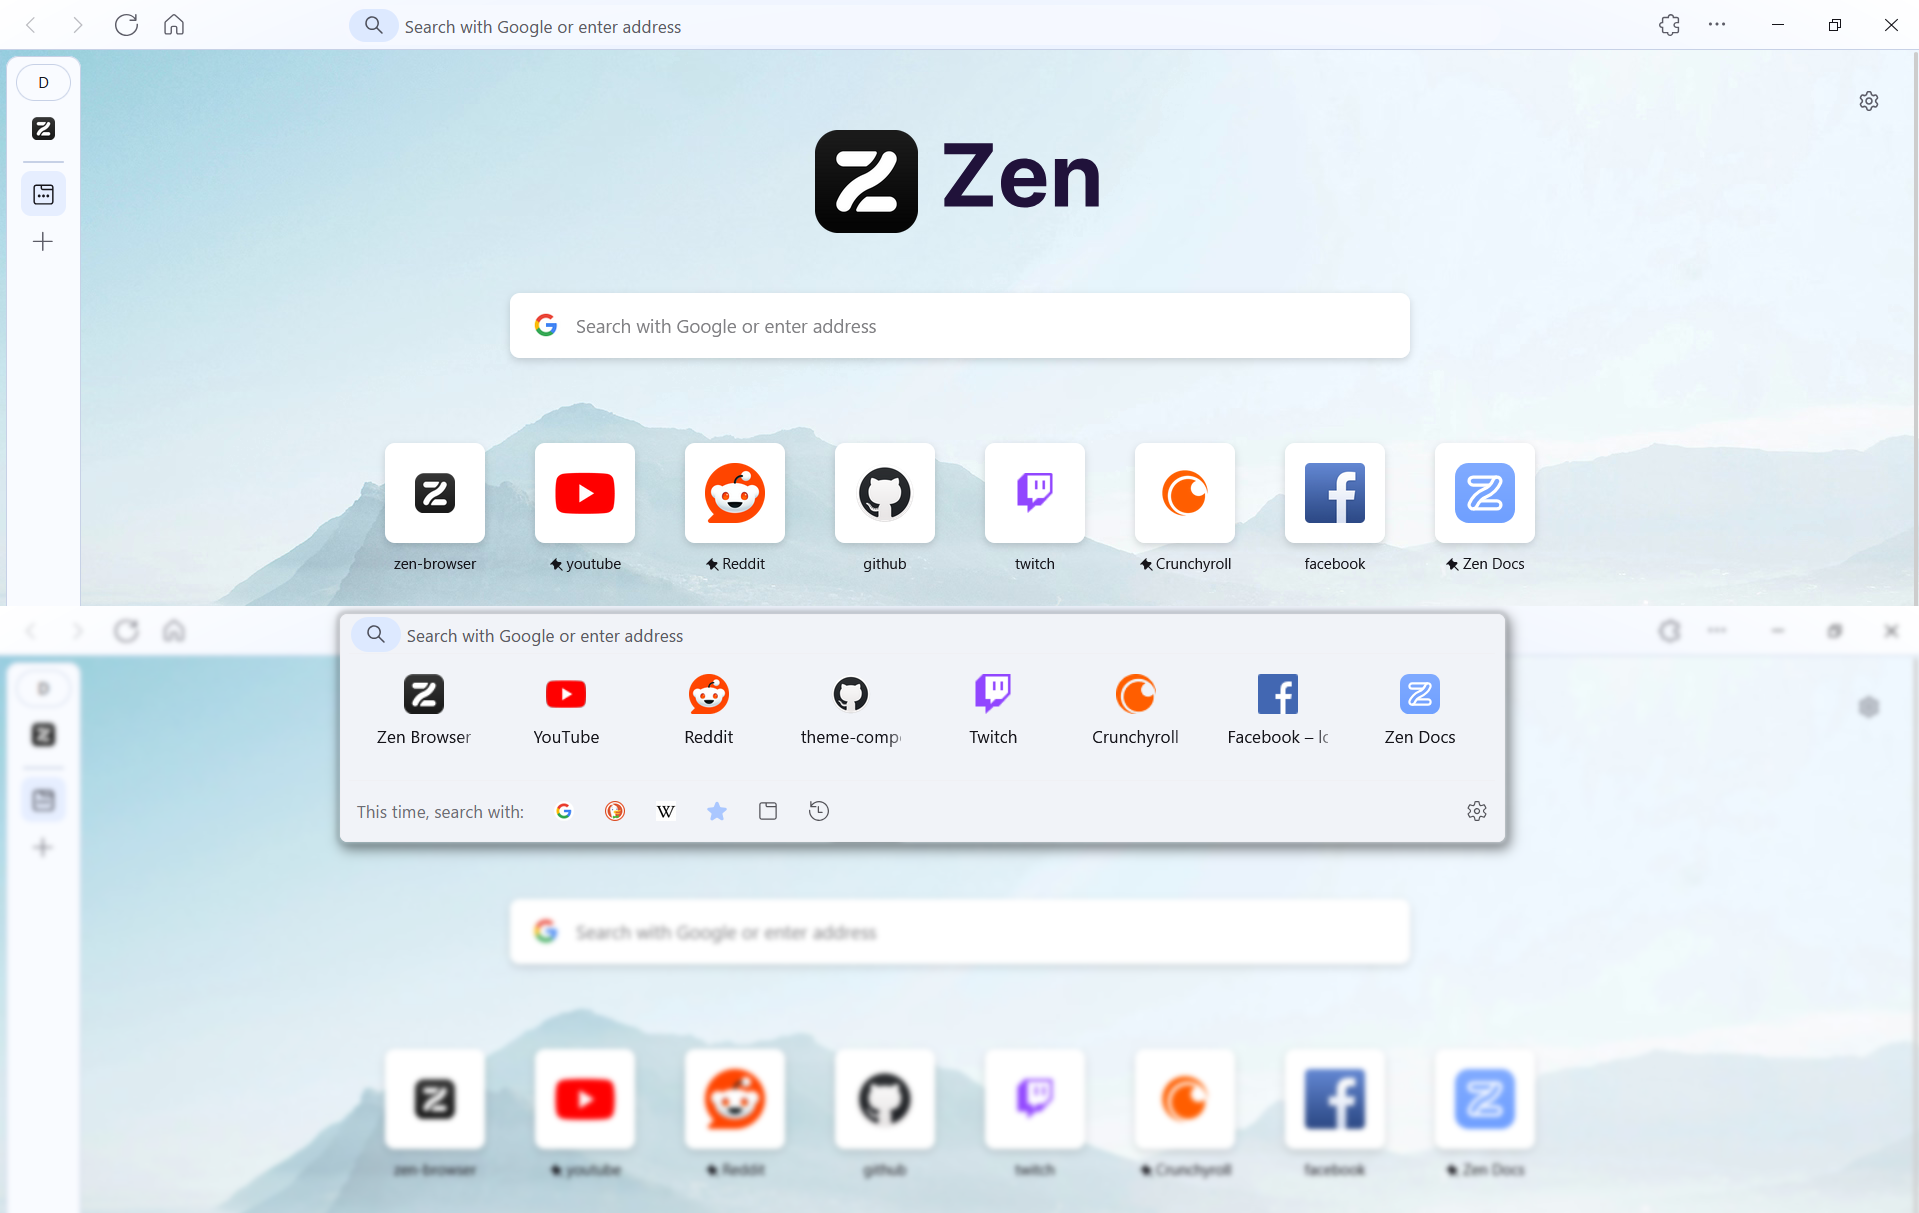 Search with Google or enter address
D
Zen
Search with Google or enter address
zen-browser
youtube
Reddit
github
twitch
Crunchyroll
facebook
Zen Docs
Search with Google or enter address
Zen Browser
YouTube
Reddit
theme-comp
Twitch
Crunchyroll
Facebook –
Zen Docs
This time, search with:
W
D
Search with Google or enter address
zen-browser
youtube
Reddit
github
twitch
Crunchyroll
facebook
Zen Docs